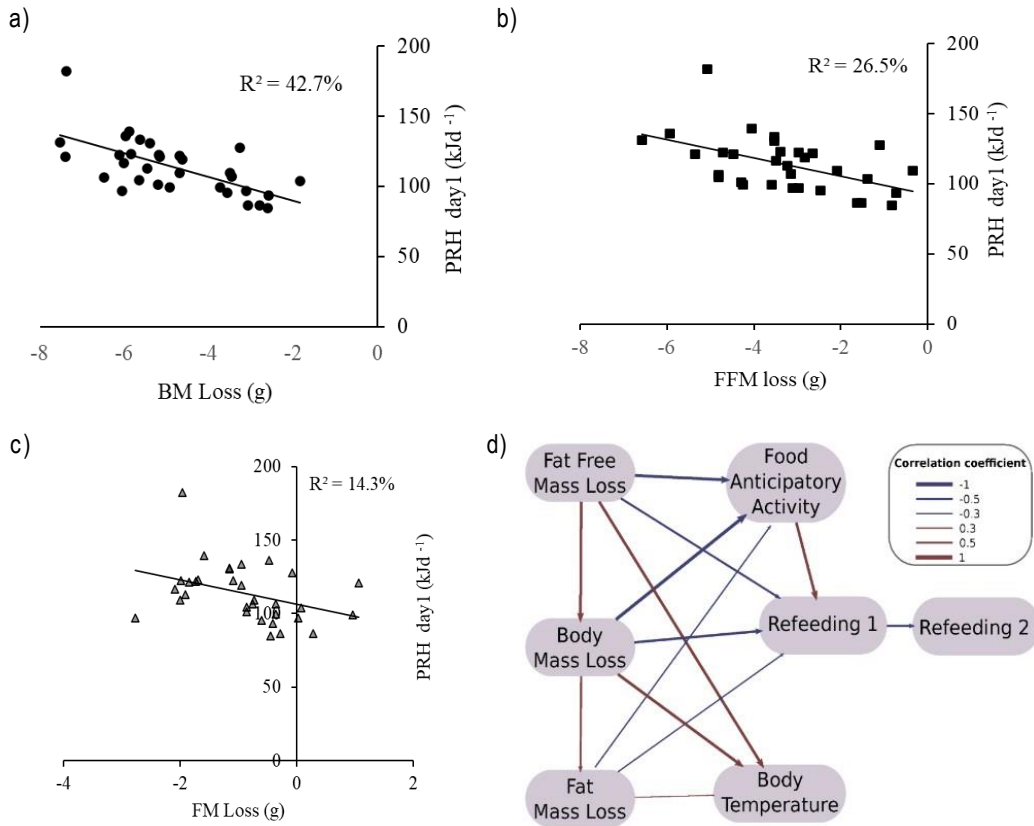 a)
R² = 42.7%
200
150
100
50
0
PRH day1 (kJd ⁻¹)
-8
-6
-4
-2
0
BM Loss (g)
b)
R² = 26.5%
200
150
100
50
0
PRH day1 (kJd ⁻¹)
-8
-6
-4
-2
0
FFM loss (g)
c)
R² = 14.3%
200
150
100
50
0
PRH day1 (kJd ⁻¹)
-4
-2
0
2
FM Loss (g)
d)
Fat Free
Mass Loss
Food
Anticipatory
Activity
Correlation coefficient
-1
-0.5
-0.3
0.3
0.5
1
Body
Mass Loss
Refeeding 1
Refeeding 2
Fat
Mass Loss
Body
Temperature